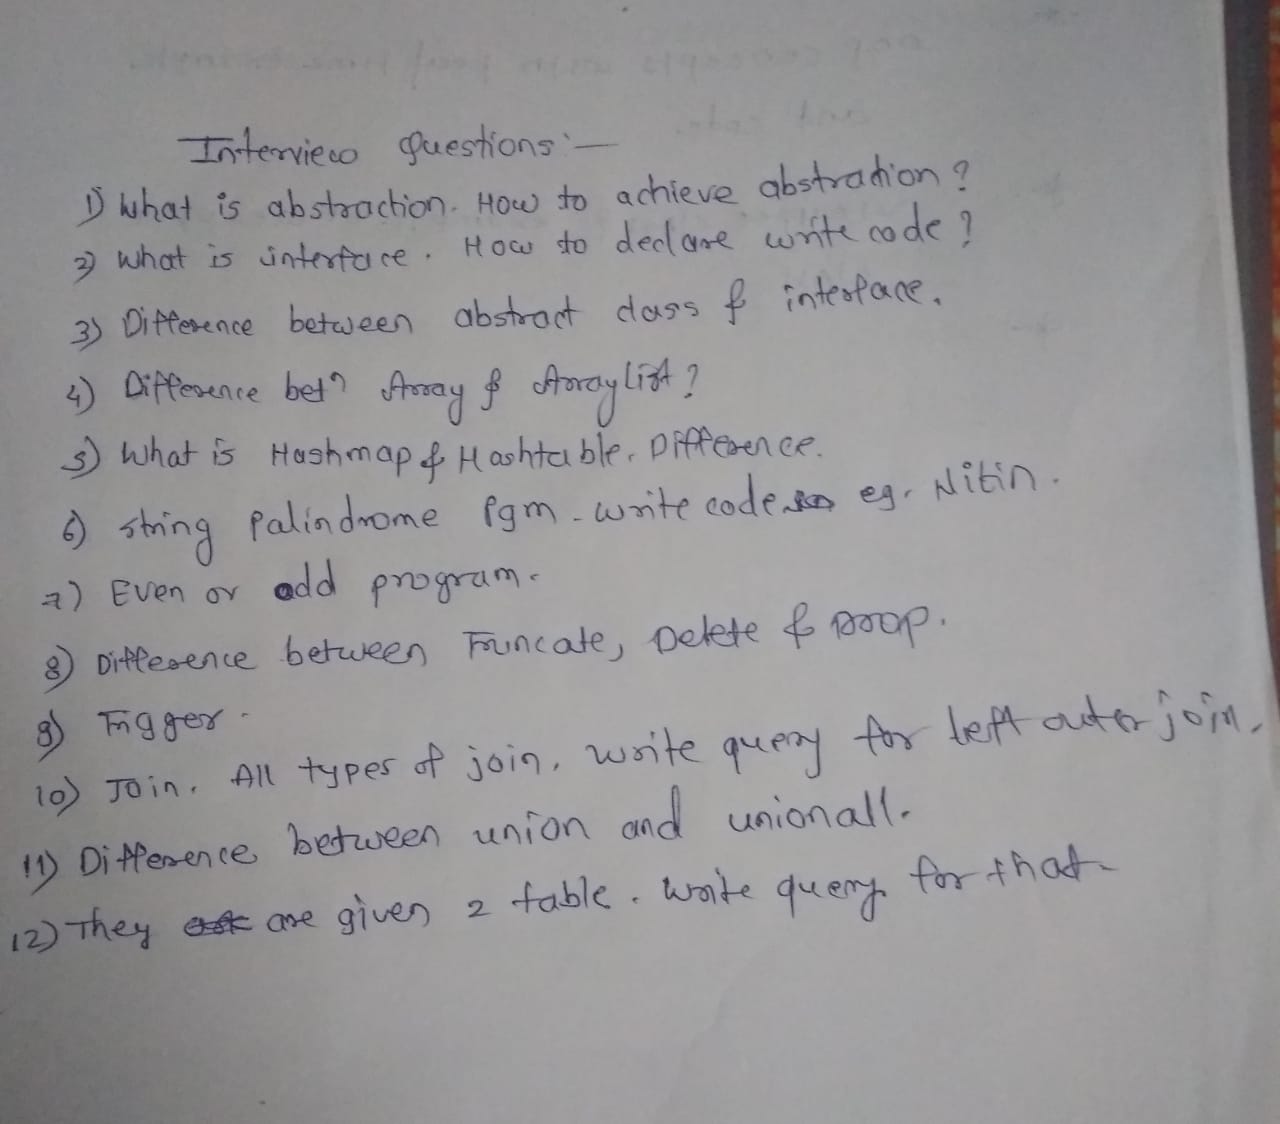 Interview Questions:-
1) What is abstraction. How to achieve abstraction?
2) What is interface. How to declare write code?
3) Difference between abstract class & interface.
4) Difference betn Array & Arraylist?
5) What is Hashmap & Hashtable. Difference.
6) string palindrome Pgm - write code eg. Nitin.
7) Even or odd program.
8) Difference between Truncate, Delete & Drop.
9) Trigger.
10) Join. All types of join. write query for left outer join.
11) Difference between union and unionall.
12) They are given 2 table. Write query for that.